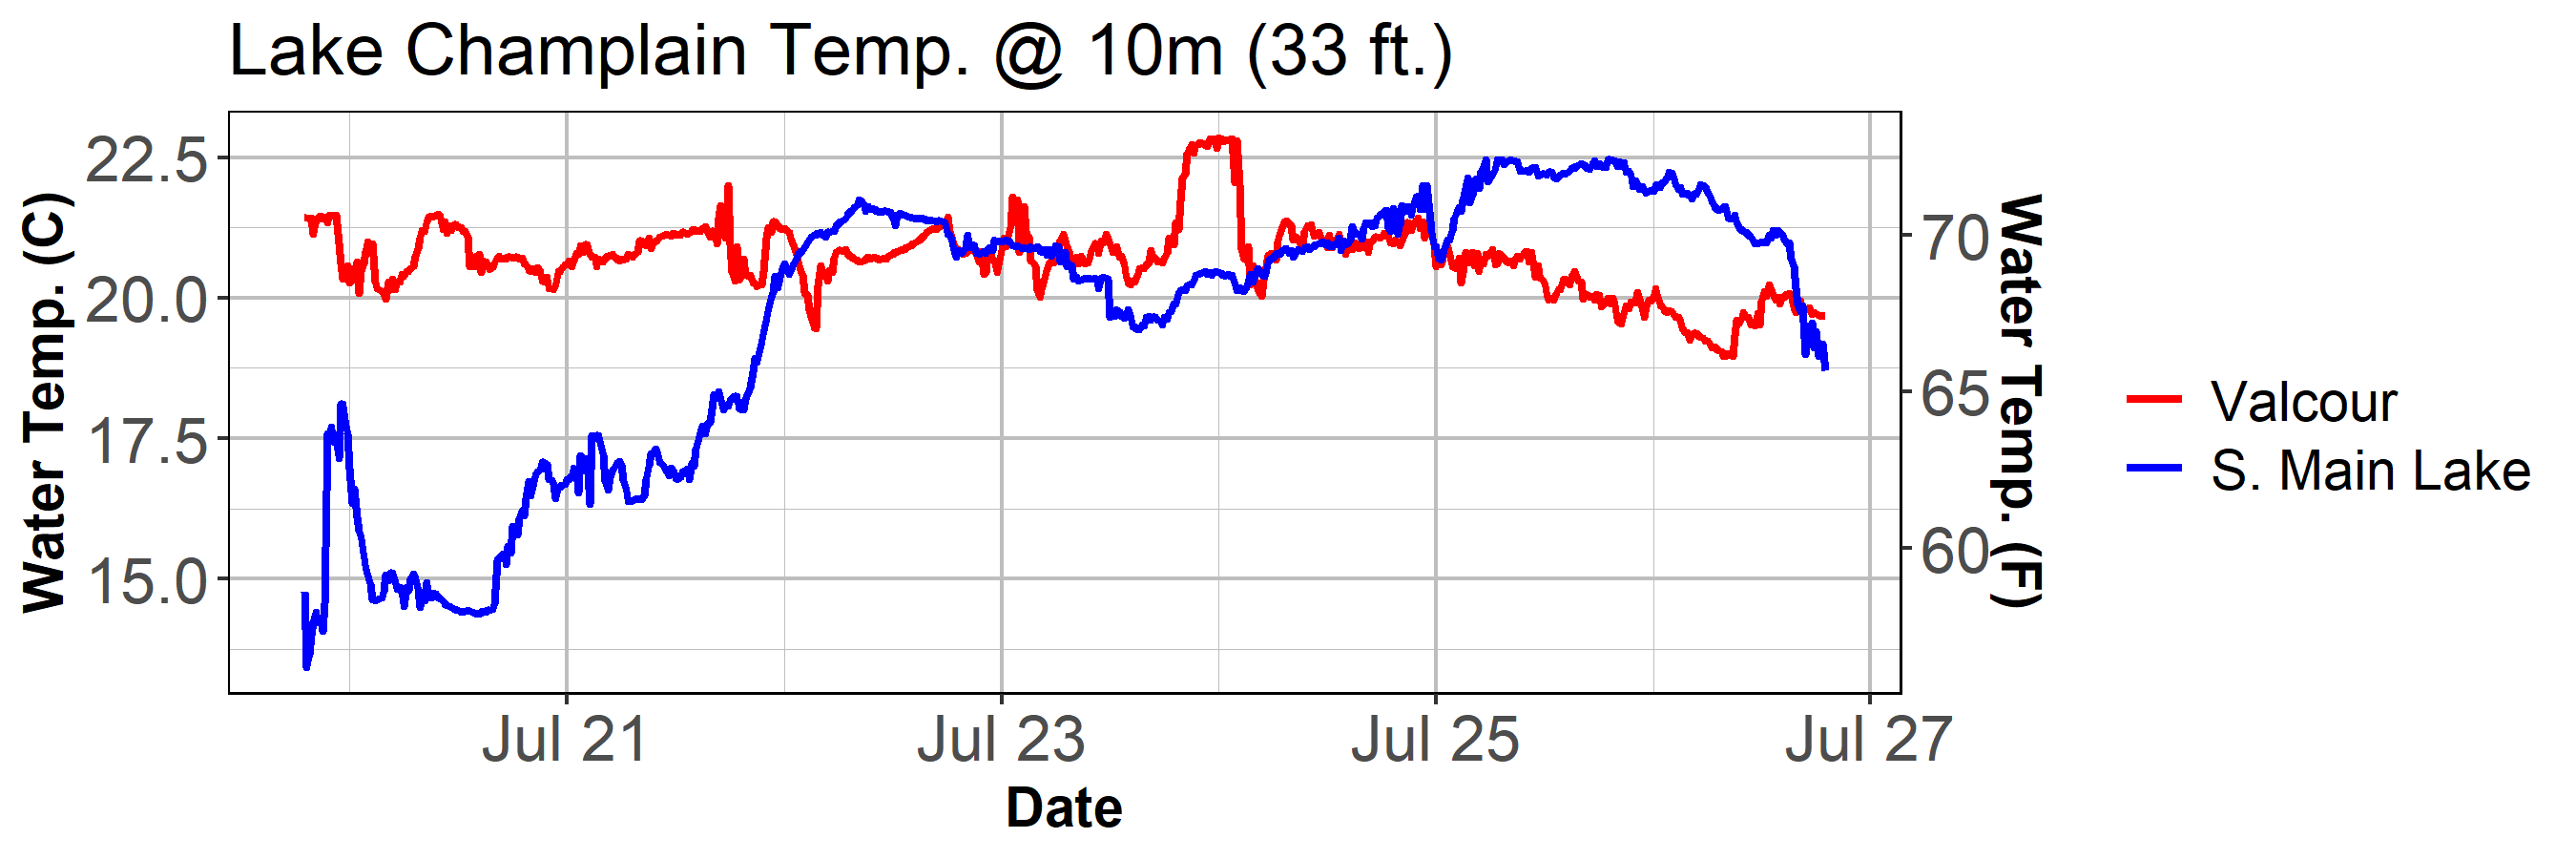 Lake Champlain Temp. @ 10m (33 ft.)
Water Temp. (C)
22.5
20.0
17.5
15.0
70
65
60
Water Temp. (F)
Jul 21
Jul 23
Jul 25
Jul 27
Date
Valcour
S. Main Lake